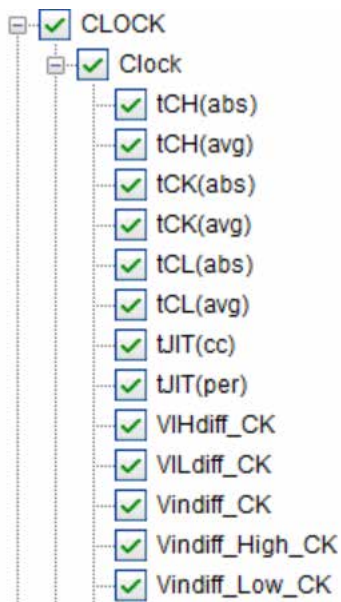 CLOCK
Clock
tCH(abs)
tCH(avg)
tCK(abs)
tCK(avg)
tCL(abs)
tCL(avg)
tJIT(cc)
tJIT(per)
VIHdiff_CK
VILdiff_CK
Vindiff_CK
Vindiff_High_CK
Vindiff_Low_CK